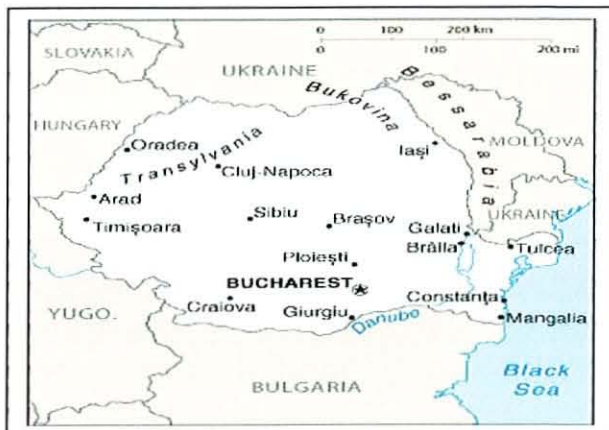 0 100 200 km
0 100 200 mi
SLOVAKIA
UKRAINE
HUNGARY
Bukovina
Bessarabia
MOLDOVA
Oradea
Transylvania
Cluj-Napoca
Iași
Arad
Timișoara
Sibiu
Brașov
Galati
UKRAINE
Brăila
Tulcea
Ploiești
BUCHAREST
Constanța
Craiova
Giurgiu
Danube
Mangalia
YUGO.
BULGARIA
Black
Sea